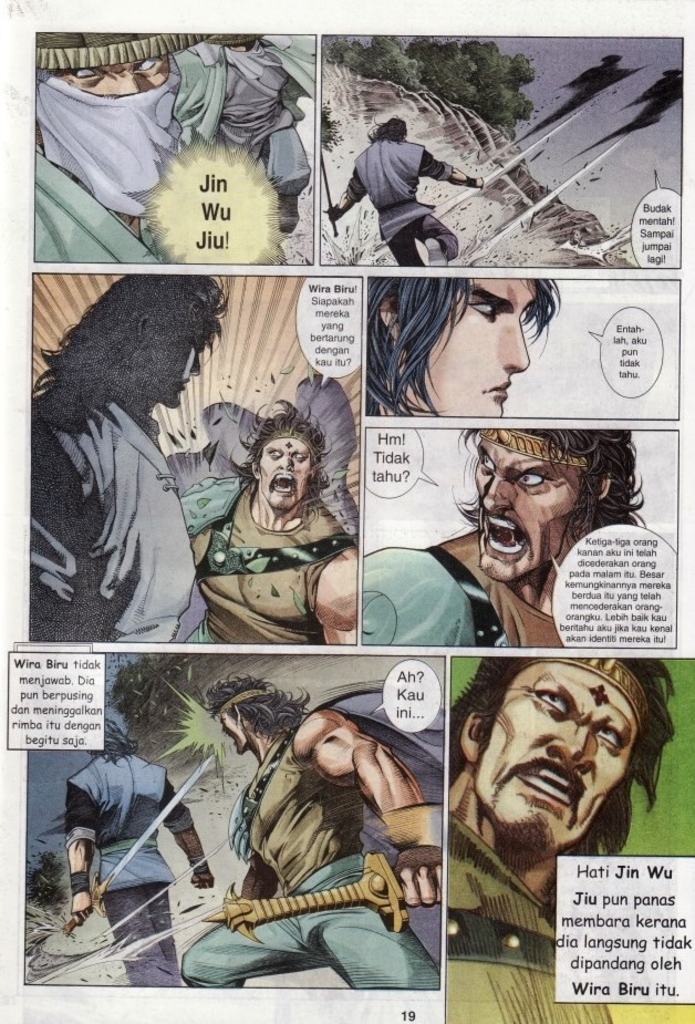 Jin
Wu
Jiu!
Budak
mentah!
Sampai
jumpai
lagi!
Wira Biru!
Siapakah
mereka
yang
bertarung
dengan
kau itu?
Entah-
lah, aku
pun
tidak
tahu.
Hm!
Tidak
tahu?
Ketiga-tiga orang
kanan aku ini telah
dicederakan orang
pada malam itu. Besar
kemungkinannya mereka
berdua itu yang telah
mencederakan orang-
orangku. Lebih baik kau
beritahu aku jika kau kenal
akan identiti mereka itu!
Wira Biru tidak
menjawab. Dia
pun berpusing
dan meninggalkan
rimba itu dengan
begitu saja.
Ah?
Kau
ini...
Hati Jin Wu
Jiu pun panas
membara kerana
dia langsung tidak
dipandang oleh
Wira Biru itu.
19